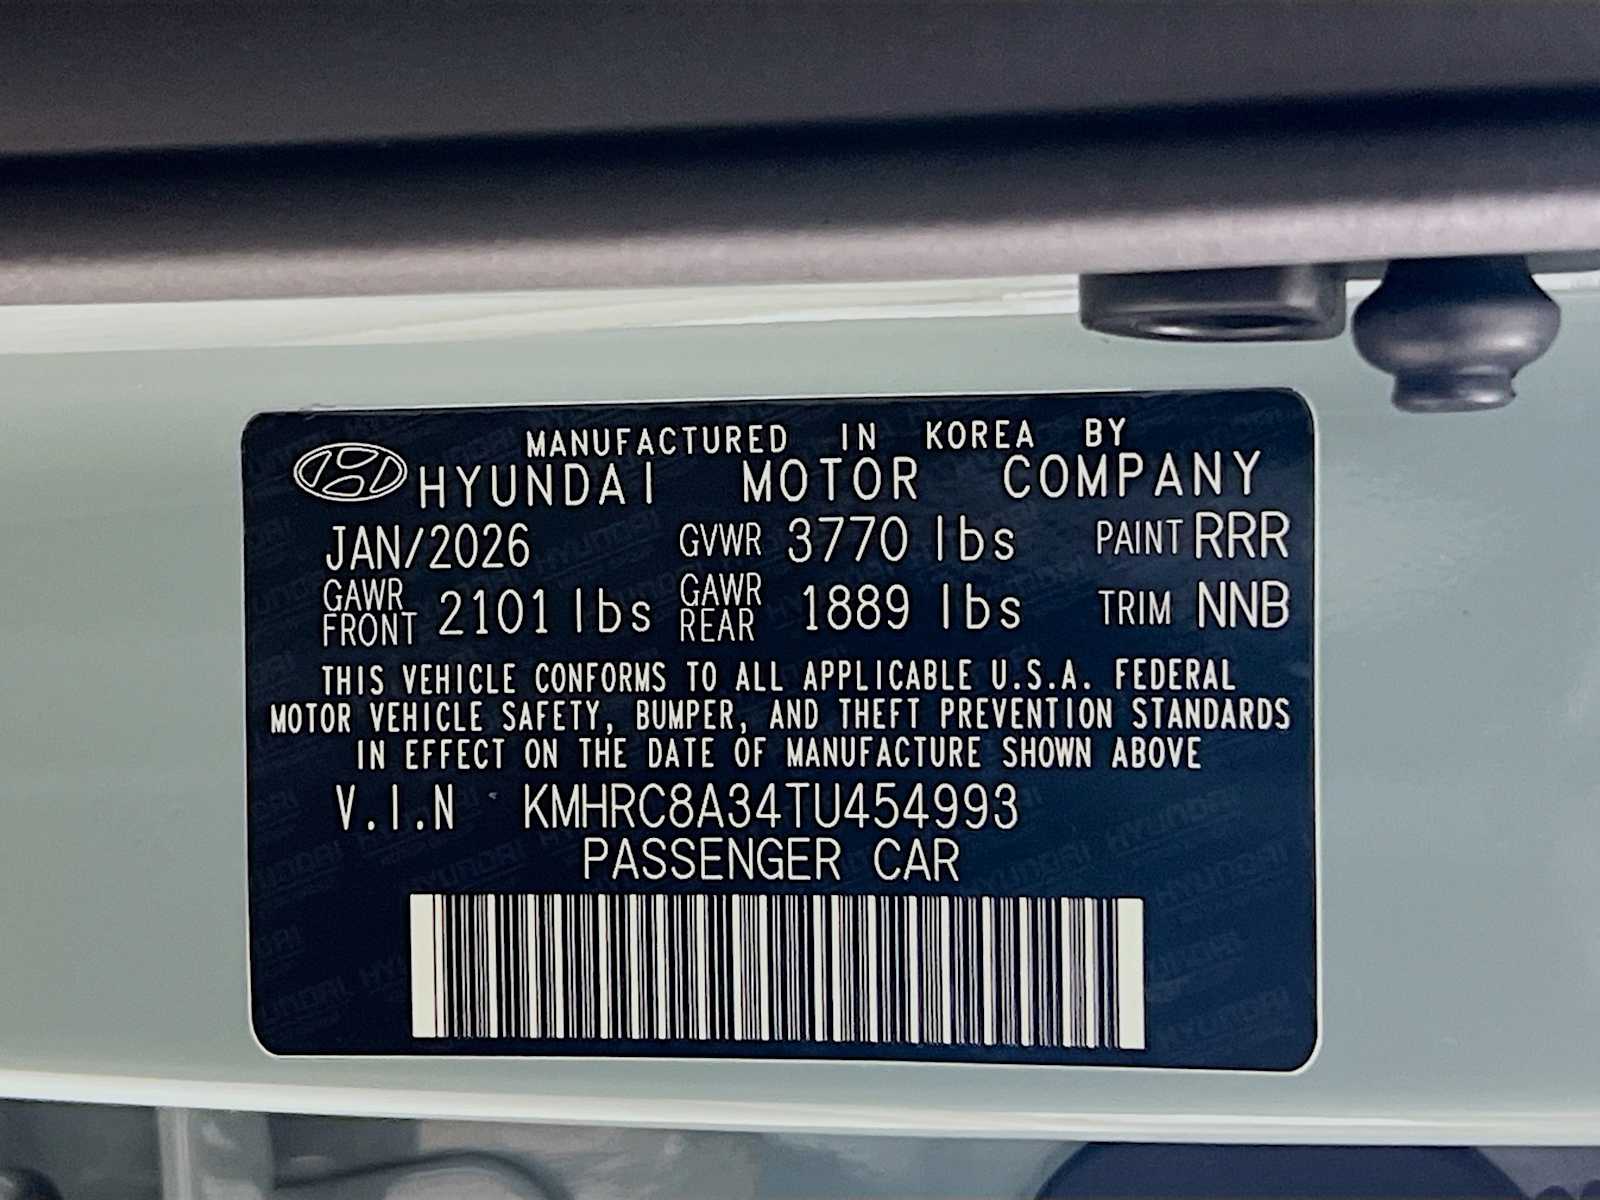 MANUFACTURED IN KOREA BY
HYUNDAI MOTOR COMPANY
JAN/2026 GVWR 3770 lbs PAINT RRR
GAWR FRONT 2101 lbs GAWR REAR 1889 lbs TRIM NNB
THIS VEHICLE CONFORMS TO ALL APPLICABLE U.S.A. FEDERAL
MOTOR VEHICLE SAFETY, BUMPER, AND THEFT PREVENTION STANDARDS
IN EFFECT ON THE DATE OF MANUFACTURE SHOWN ABOVE
V.I.N KMHRC8A34TU454993
PASSENGER CAR